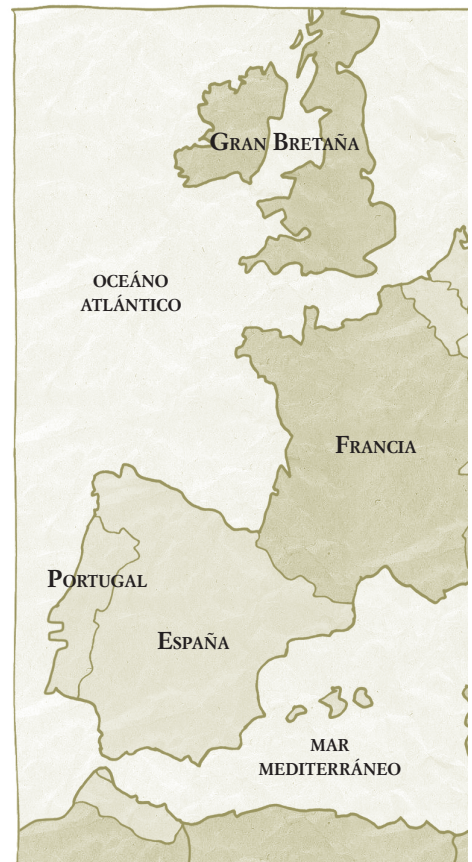 Gran Bretaña
OCEÁNO
ATLÁNTICO
Francia
Portugal
España
MAR
MEDITERRÁNEO